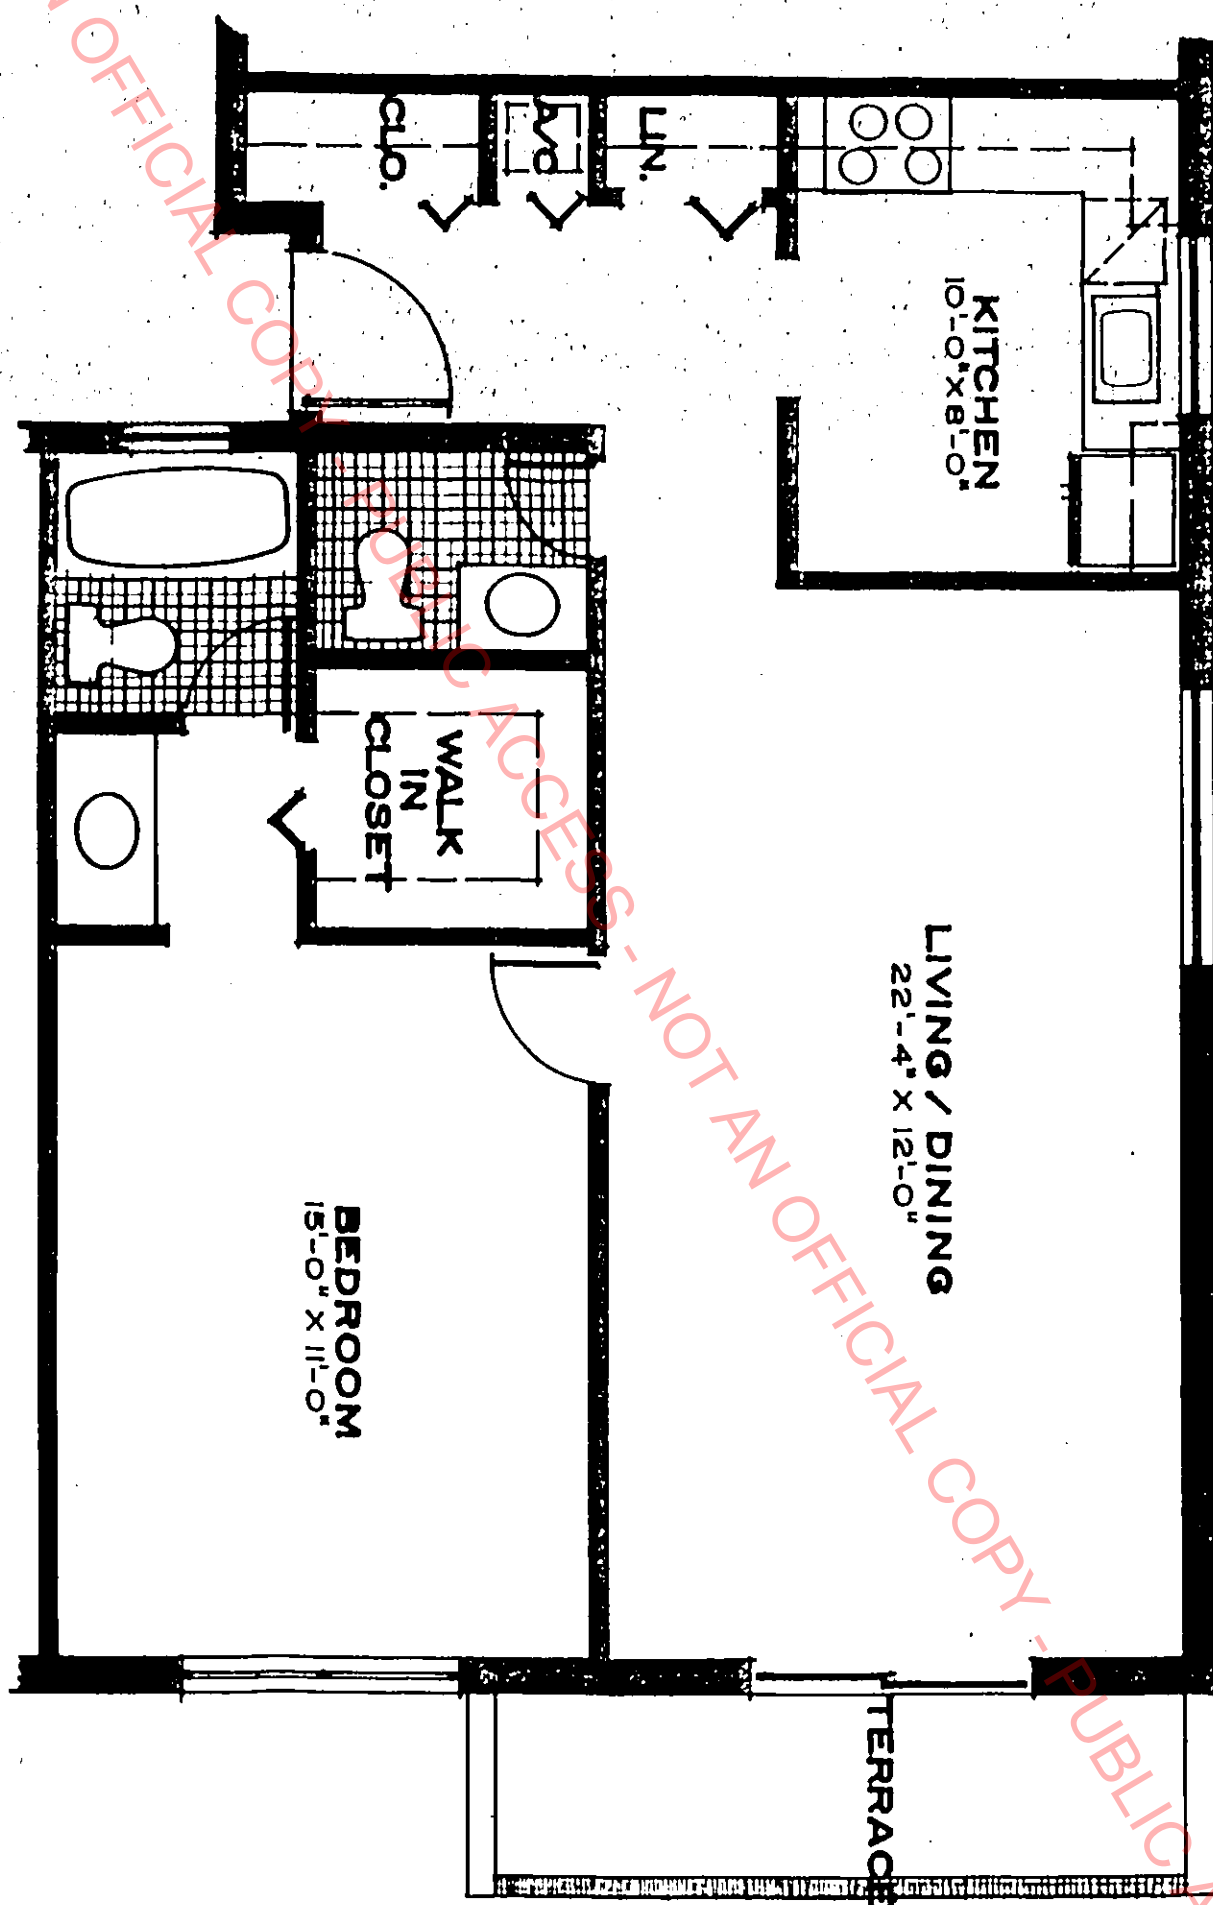 CLO.
A/C
LIN.
KITCHEN
10'-0" X 8'-0"
WALK
IN
CLOSET
LIVING / DINING
22'-4" X 12'-0"
BEDROOM
15'-0" X 11'-0"
TERRACE
N OFFICIAL COPY - PUBLIC ACCESS - NOT AN OFFICIAL COPY - PUBLIC A